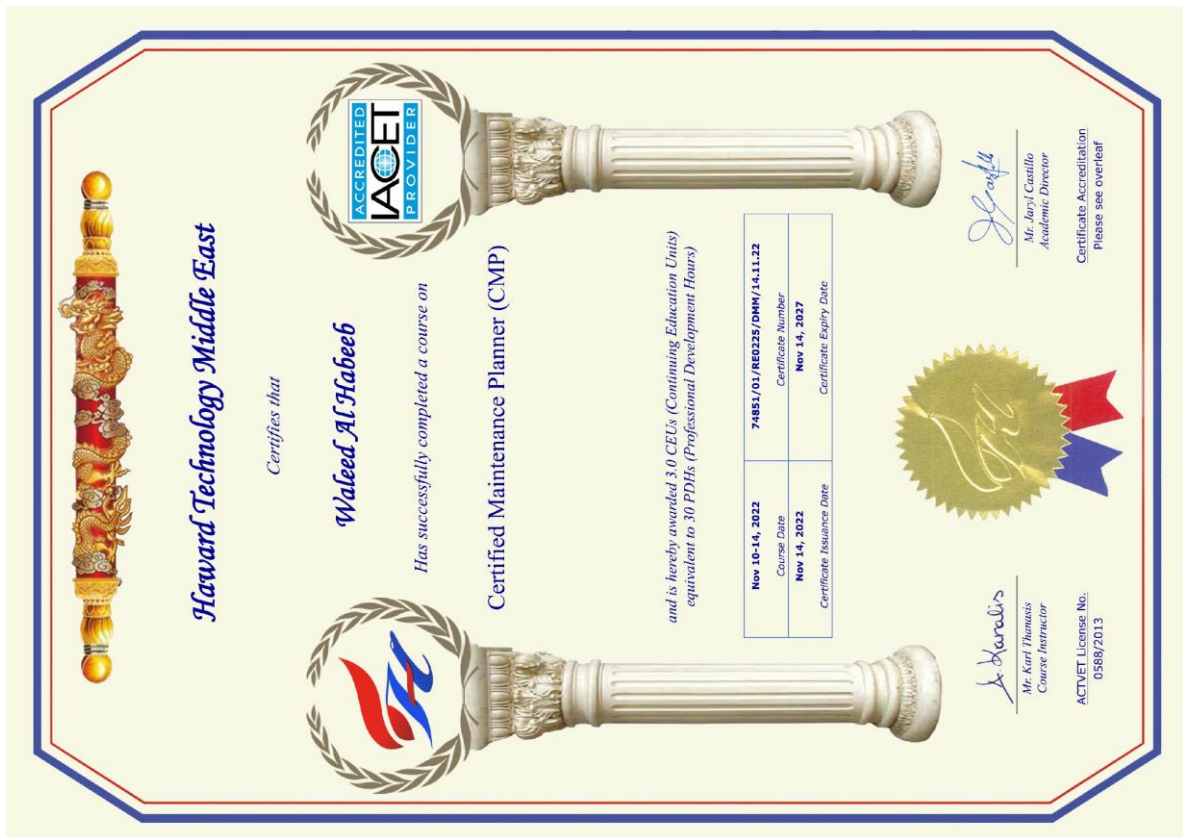 ACCREDITED
IACET
PROVIDER
Haward Technology Middle East
Certifies that
Waleed Al Habeeb
Has successfully completed a course on
Certified Maintenance Planner (CMP)
and is hereby awarded 3.0 CEUs (Continuing Education Units)
equivalent to 30 PDHs (Professional Development Hours)
Nov 10-14, 2022 74851/01/RE0225/DMM/14.11.22
Course Date Certificate Number
Nov 14, 2022 Nov 14, 2027
Certificate Issuance Date Certificate Expiry Date
Mr. Karl Thanasis
Course Instructor
ACTVET License No.
0588/2013
Mr. Jaryl Castillo
Academic Director
Certificate Accreditation
Please see overleaf